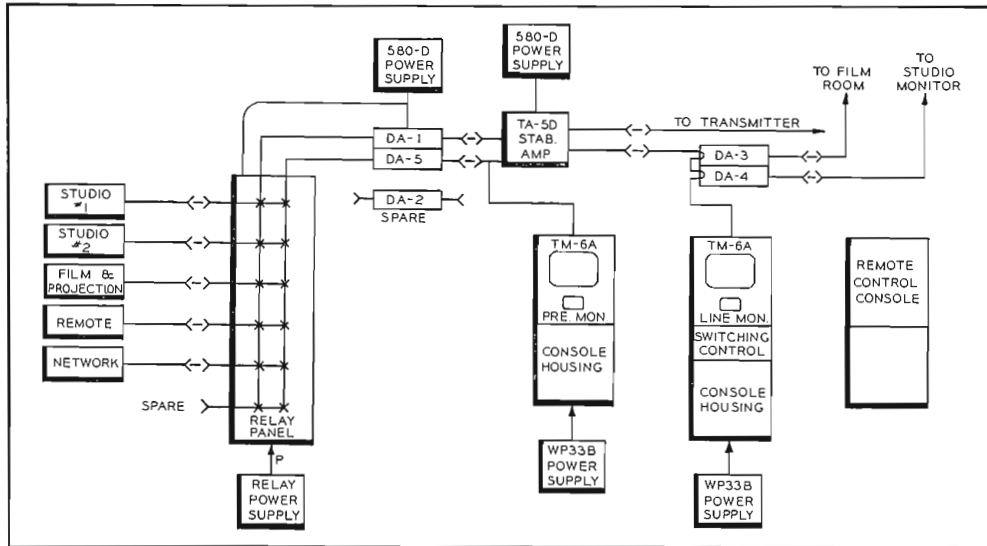 580-D
POWER
SUPPLY
580-D
POWER
SUPPLY
TO FILM
ROOM
TO
STUDIO
MONITOR
DA-1
DA-5
TA-5D
STAB.
AMP
TO TRANSMITTER
DA-3
DA-4
DA-2
SPARE
STUDIO
#1
STUDIO
#2
FILM &
PROJECTION
REMOTE
NETWORK
SPARE
RELAY
PANEL
P
RELAY
POWER
SUPPLY
TM-6A
PRE. MON.
CONSOLE
HOUSING
WP33B
POWER
SUPPLY
TM-6A
LINE MON.
SWITCHING
CONTROL
CONSOLE
HOUSING
WP33B
POWER
SUPPLY
REMOTE
CONTROL
CONSOLE